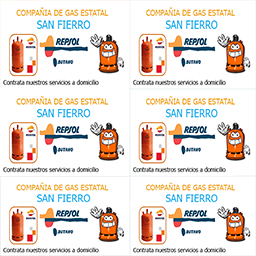 COMPAÑIA DE GAS ESTATAL COMPAÑIA DE GAS ESTATAL
SAN FIERRO SAN FIERRO
REPSOL REPSOL
BUTANO BUTANO
Contrata nuestros servicios a domicilio Contrata nuestros servicios a domicilio
COMPAÑIA DE GAS ESTATAL COMPAÑIA DE GAS ESTATAL
SAN FIERRO SAN FIERRO
REPSOL REPSOL
BUTANO BUTANO
Contrata nuestros servicios a domicilio Contrata nuestros servicios a domicilio
COMPAÑIA DE GAS ESTATAL COMPAÑIA DE GAS ESTATAL
SAN FIERRO SAN FIERRO
REPSOL REPSOL
BUTANO BUTANO
Contrata nuestros servicios a domicilio Contrata nuestros servicios a domicilio